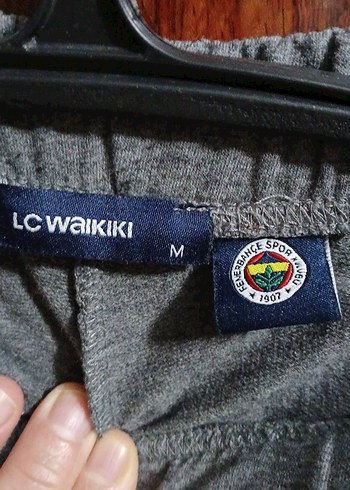 LC WAIKIKI
M
FENERBAHÇE SPOR KULÜBÜ
1907